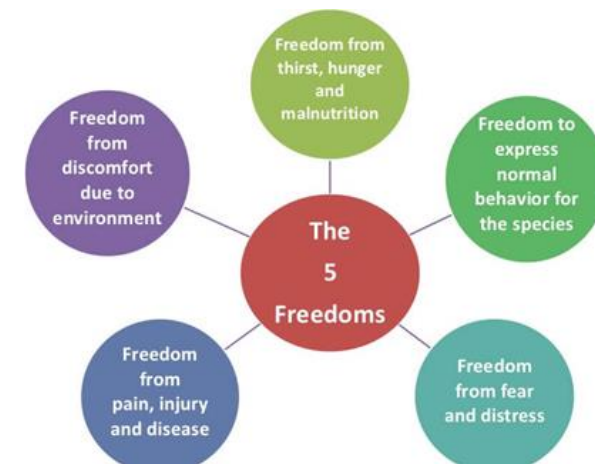 Freedom from
thirst, hunger
and
malnutrition
Freedom to
express
normal
behavior for
the species
Freedom
from fear
and distress
Freedom
from
pain, injury
and disease
Freedom
from
discomfort
due to
environment
The
5
Freedoms